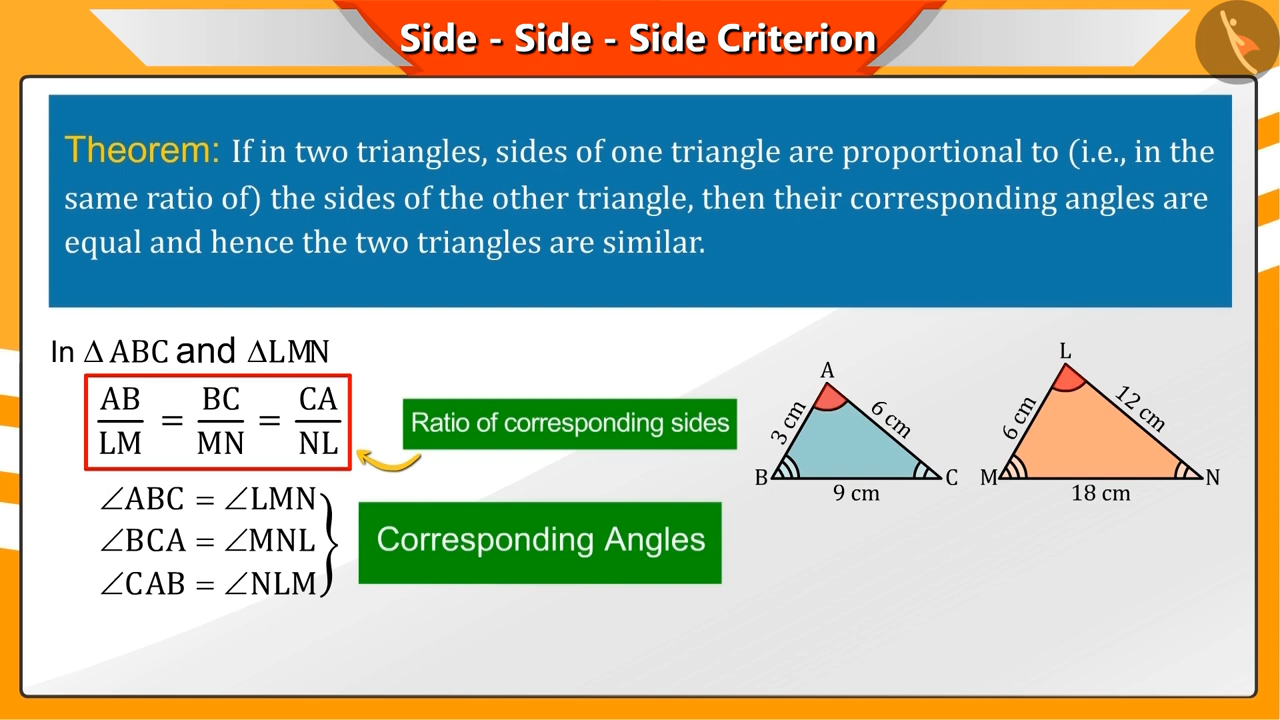 Side - Side - Side Criterion
Theorem: If in two triangles, sides of one triangle are proportional to (i.e., in the
same ratio of) the sides of the other triangle, then their corresponding angles are
equal and hence the two triangles are similar.
In Δ ABC and ΔLMN
AB/LM = BC/MN = CA/NL
Ratio of corresponding sides
∠ABC = ∠LMN
∠BCA = ∠MNL
∠CAB = ∠NLM
Corresponding Angles
A
3 cm
6 cm
B
C
9 cm
L
6 cm
12 cm
M
N
18 cm